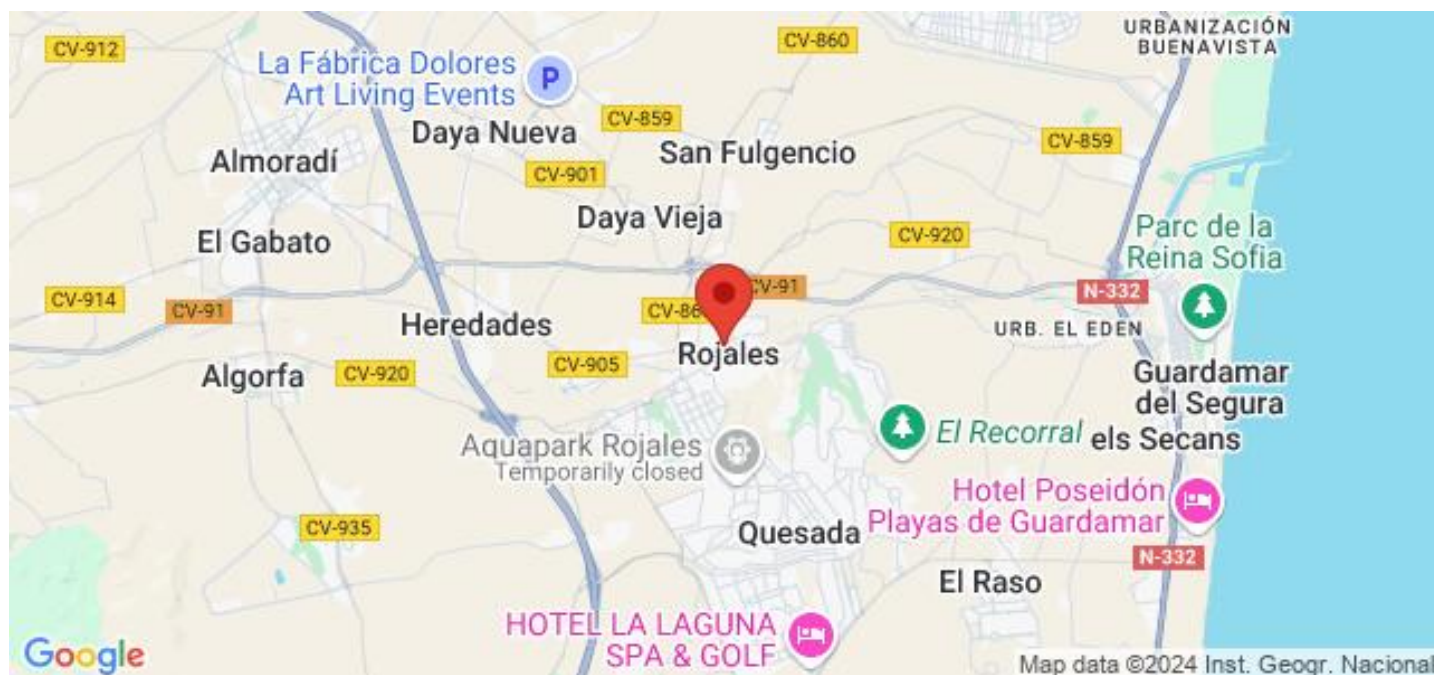 URBANIZACIÓN
BUENAVISTA
CV-912
CV-860
La Fábrica Dolores
Art Living Events
P
CV-859
Daya Nueva
CV-859
Almoradí
San Fulgencio
CV-901
Daya Vieja
El Gabato
CV-920
Parc de la
Reina Sofia
CV-914
CV-91
CV-91
N-332
CV-86
Heredades
URB. EL EDEN
Rojales
Algorfa
CV-920
CV-905
Guardamar
del Segura
El Recorral
els Secans
Aquapark Rojales
Temporarily closed
Hotel Poseidón
Playas de Guardamar
CV-935
Quesada
N-332
El Raso
HOTEL LA LAGUNA
SPA & GOLF
Google
Map data ©2024 Inst. Geogr. Nacional